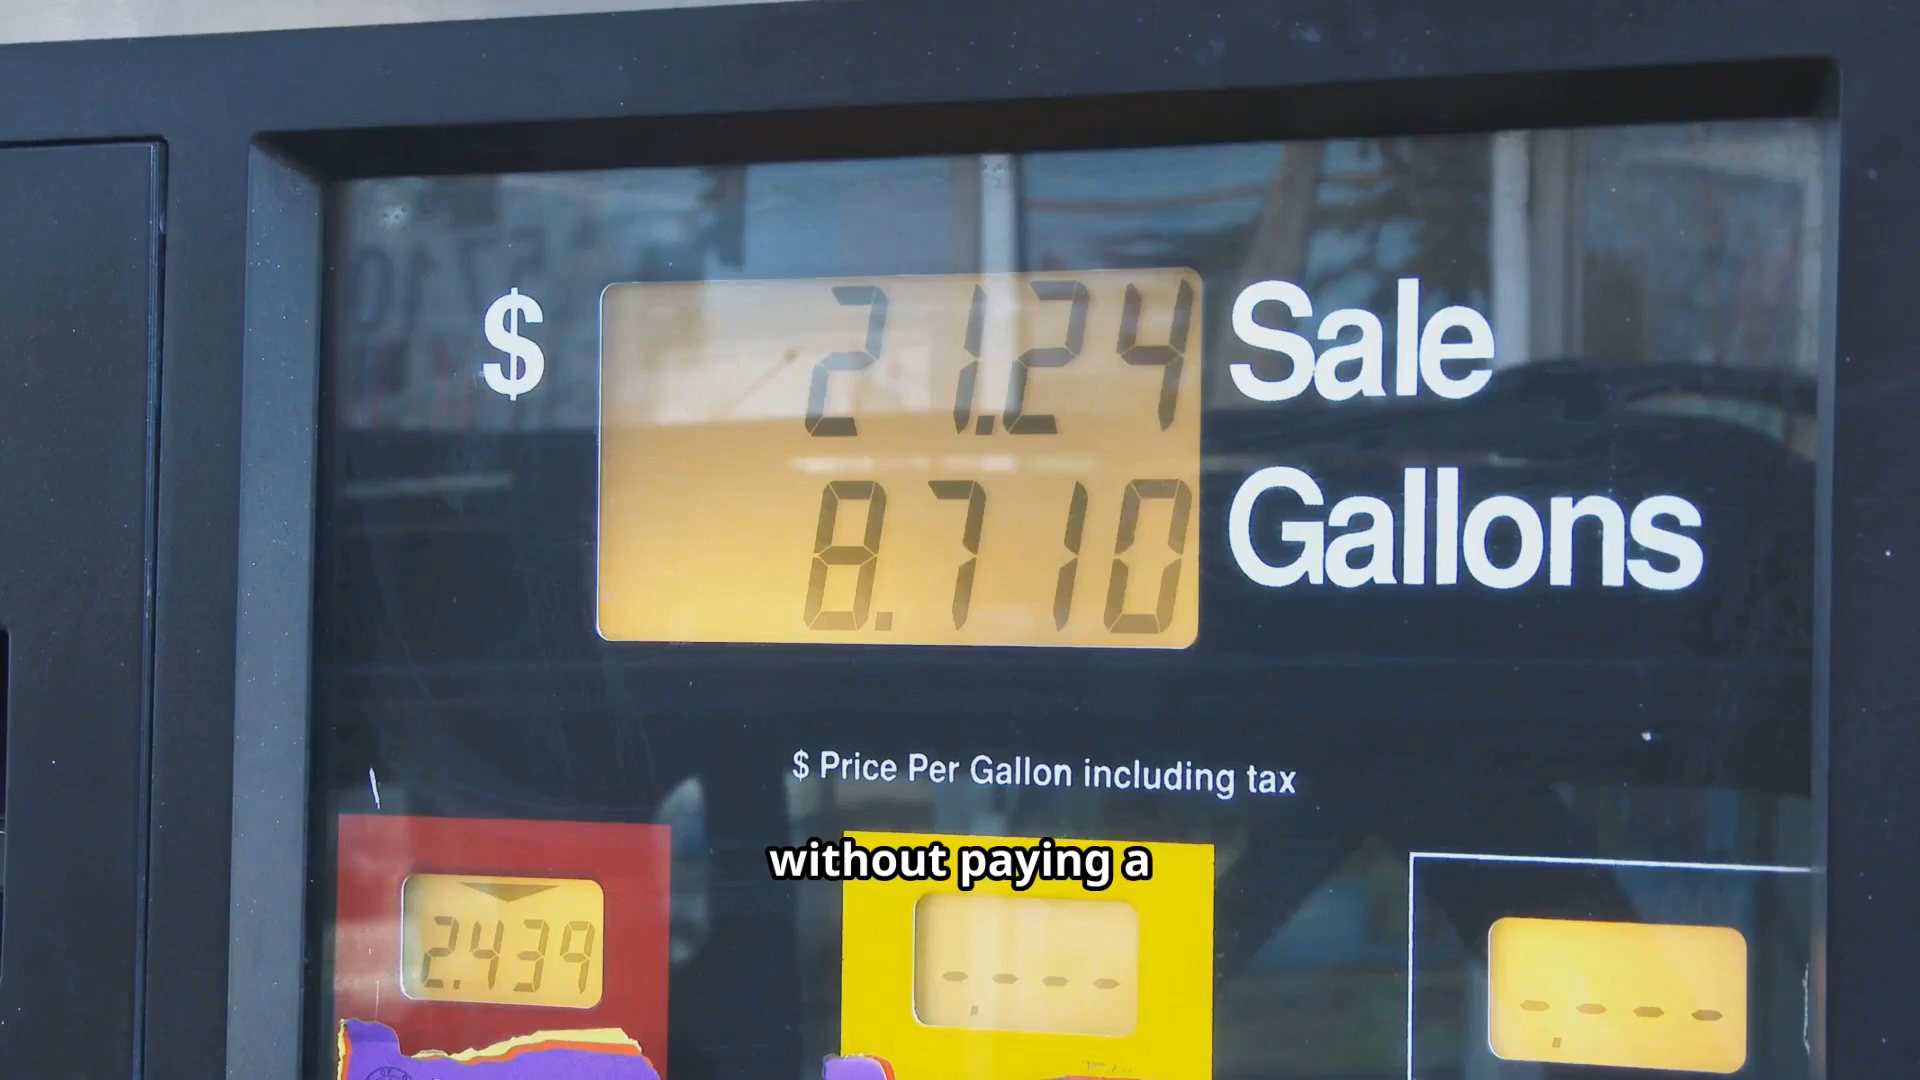 $ 21.24 Sale
8.710 Gallons
$ Price Per Gallon including tax
without paying a
2.439